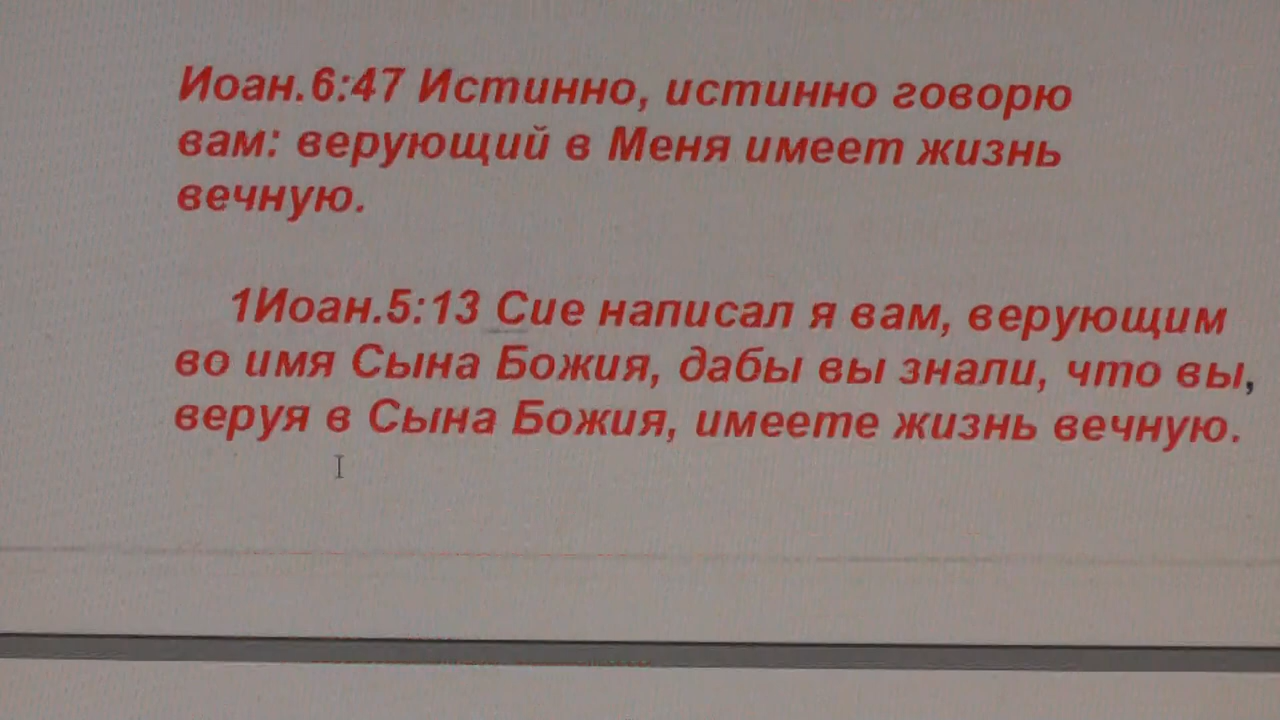 Иоан.6:47 Истинно, истинно говорю
вам: верующий в Меня имеет жизнь
вечную.
1Иоан.5:13 Сие написал я вам, верующим
во имя Сына Божия, дабы вы знали, что вы,
веруя в Сына Божия, имеете жизнь вечную.